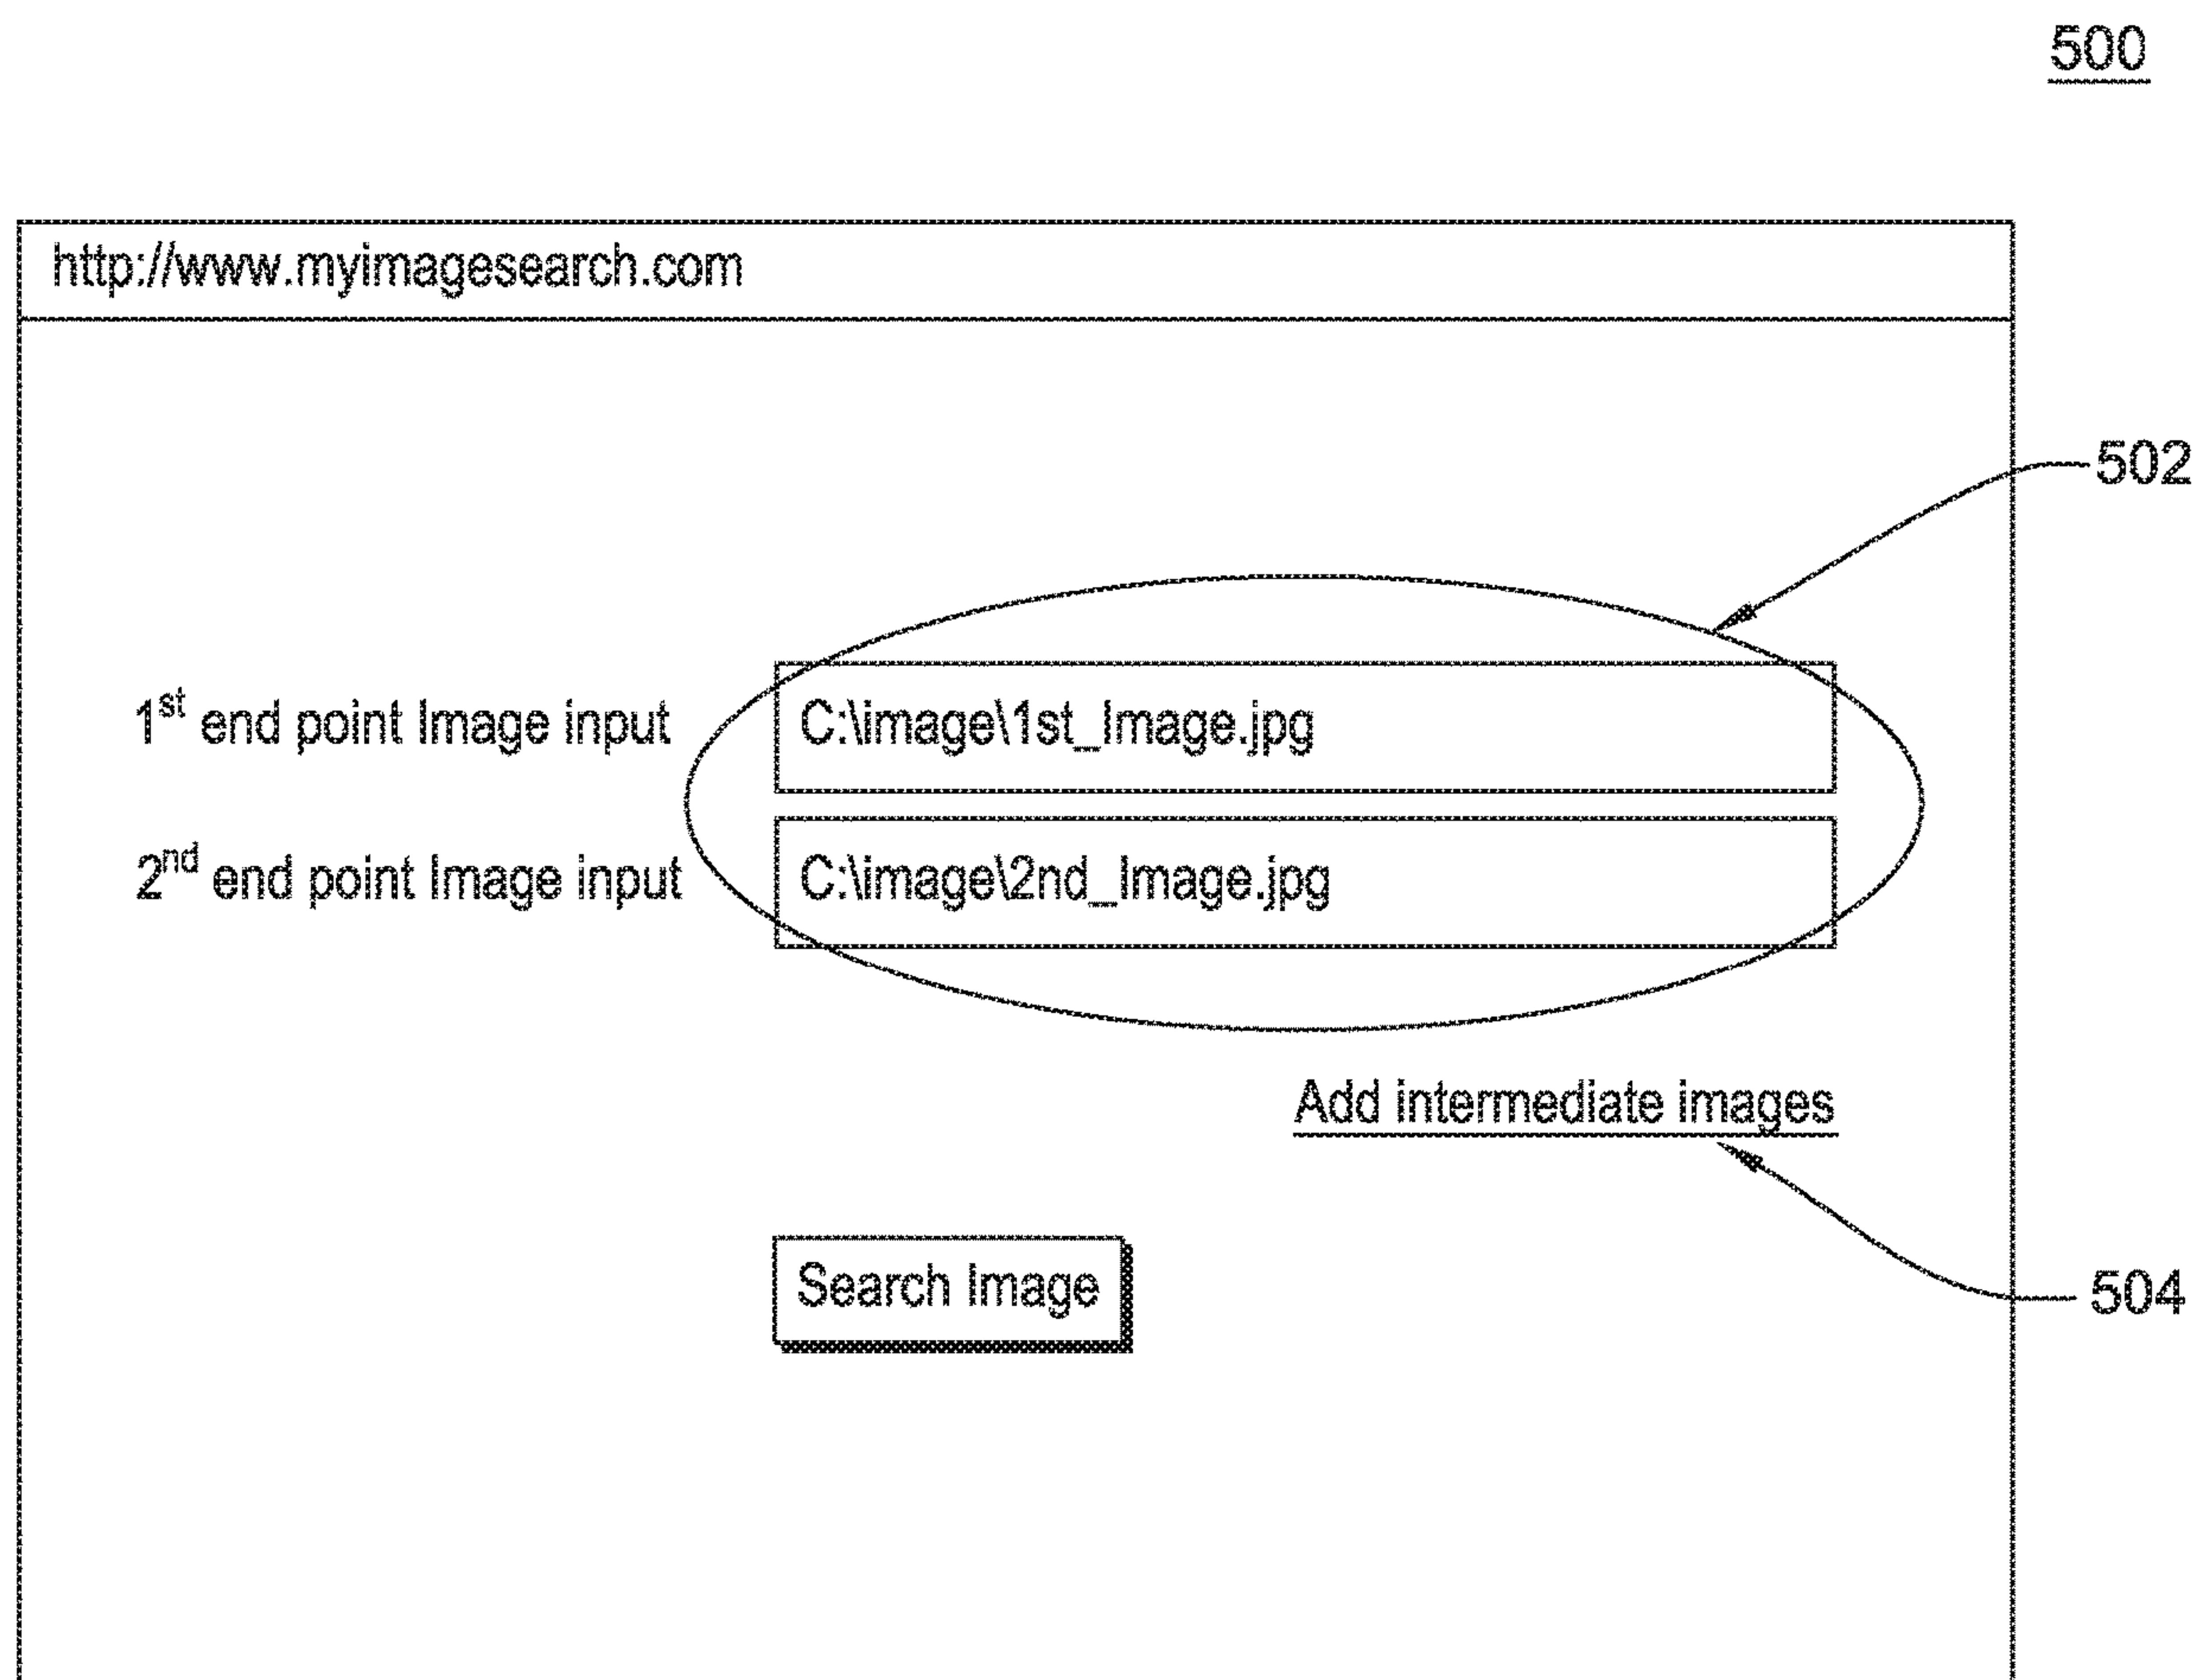 500
http://www.myimagesearch.com
502
1st end point Image input
C:\image\1st_Image.jpg
2nd end point Image input
C:\image\2nd_Image.jpg
Add intermediate images
Search Image
504